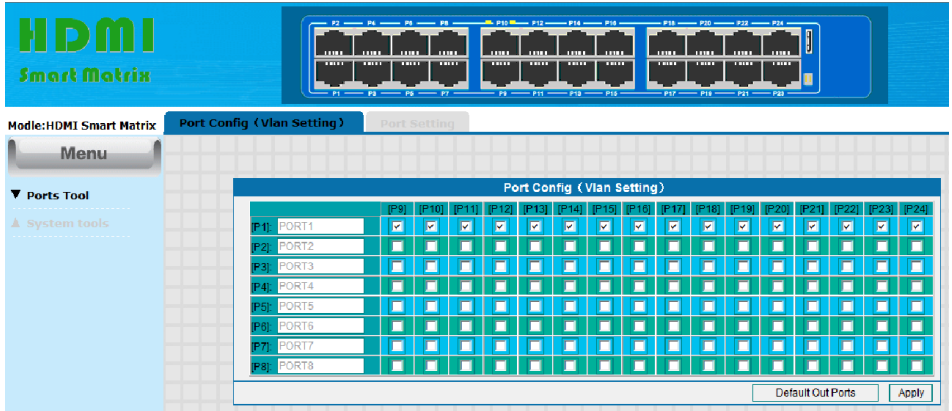 HDMI
Smart Matrix
P2 P4 P6 P8 P10 P12 P14 P16 P18 P20 P22 P24
P1 P3 P5 P7 P9 P11 P13 P15 P17 P19 P21 P23
Modle:HDMI Smart Matrix
Port Config（Vlan Setting）
Port Setting
Menu
▼ Ports Tool
▲ System tools
Port Config（Vlan Setting）
[P9] [P10] [P11] [P12] [P13] [P14] [P15] [P16] [P17] [P18] [P19] [P20] [P21] [P22] [P23] [P24]
[P1]: PORT1
[P2]: PORT2
[P3]: PORT3
[P4]: PORT4
[P5]: PORT5
[P6]: PORT6
[P7]: PORT7
[P8]: PORT8
Default Out Ports
Apply